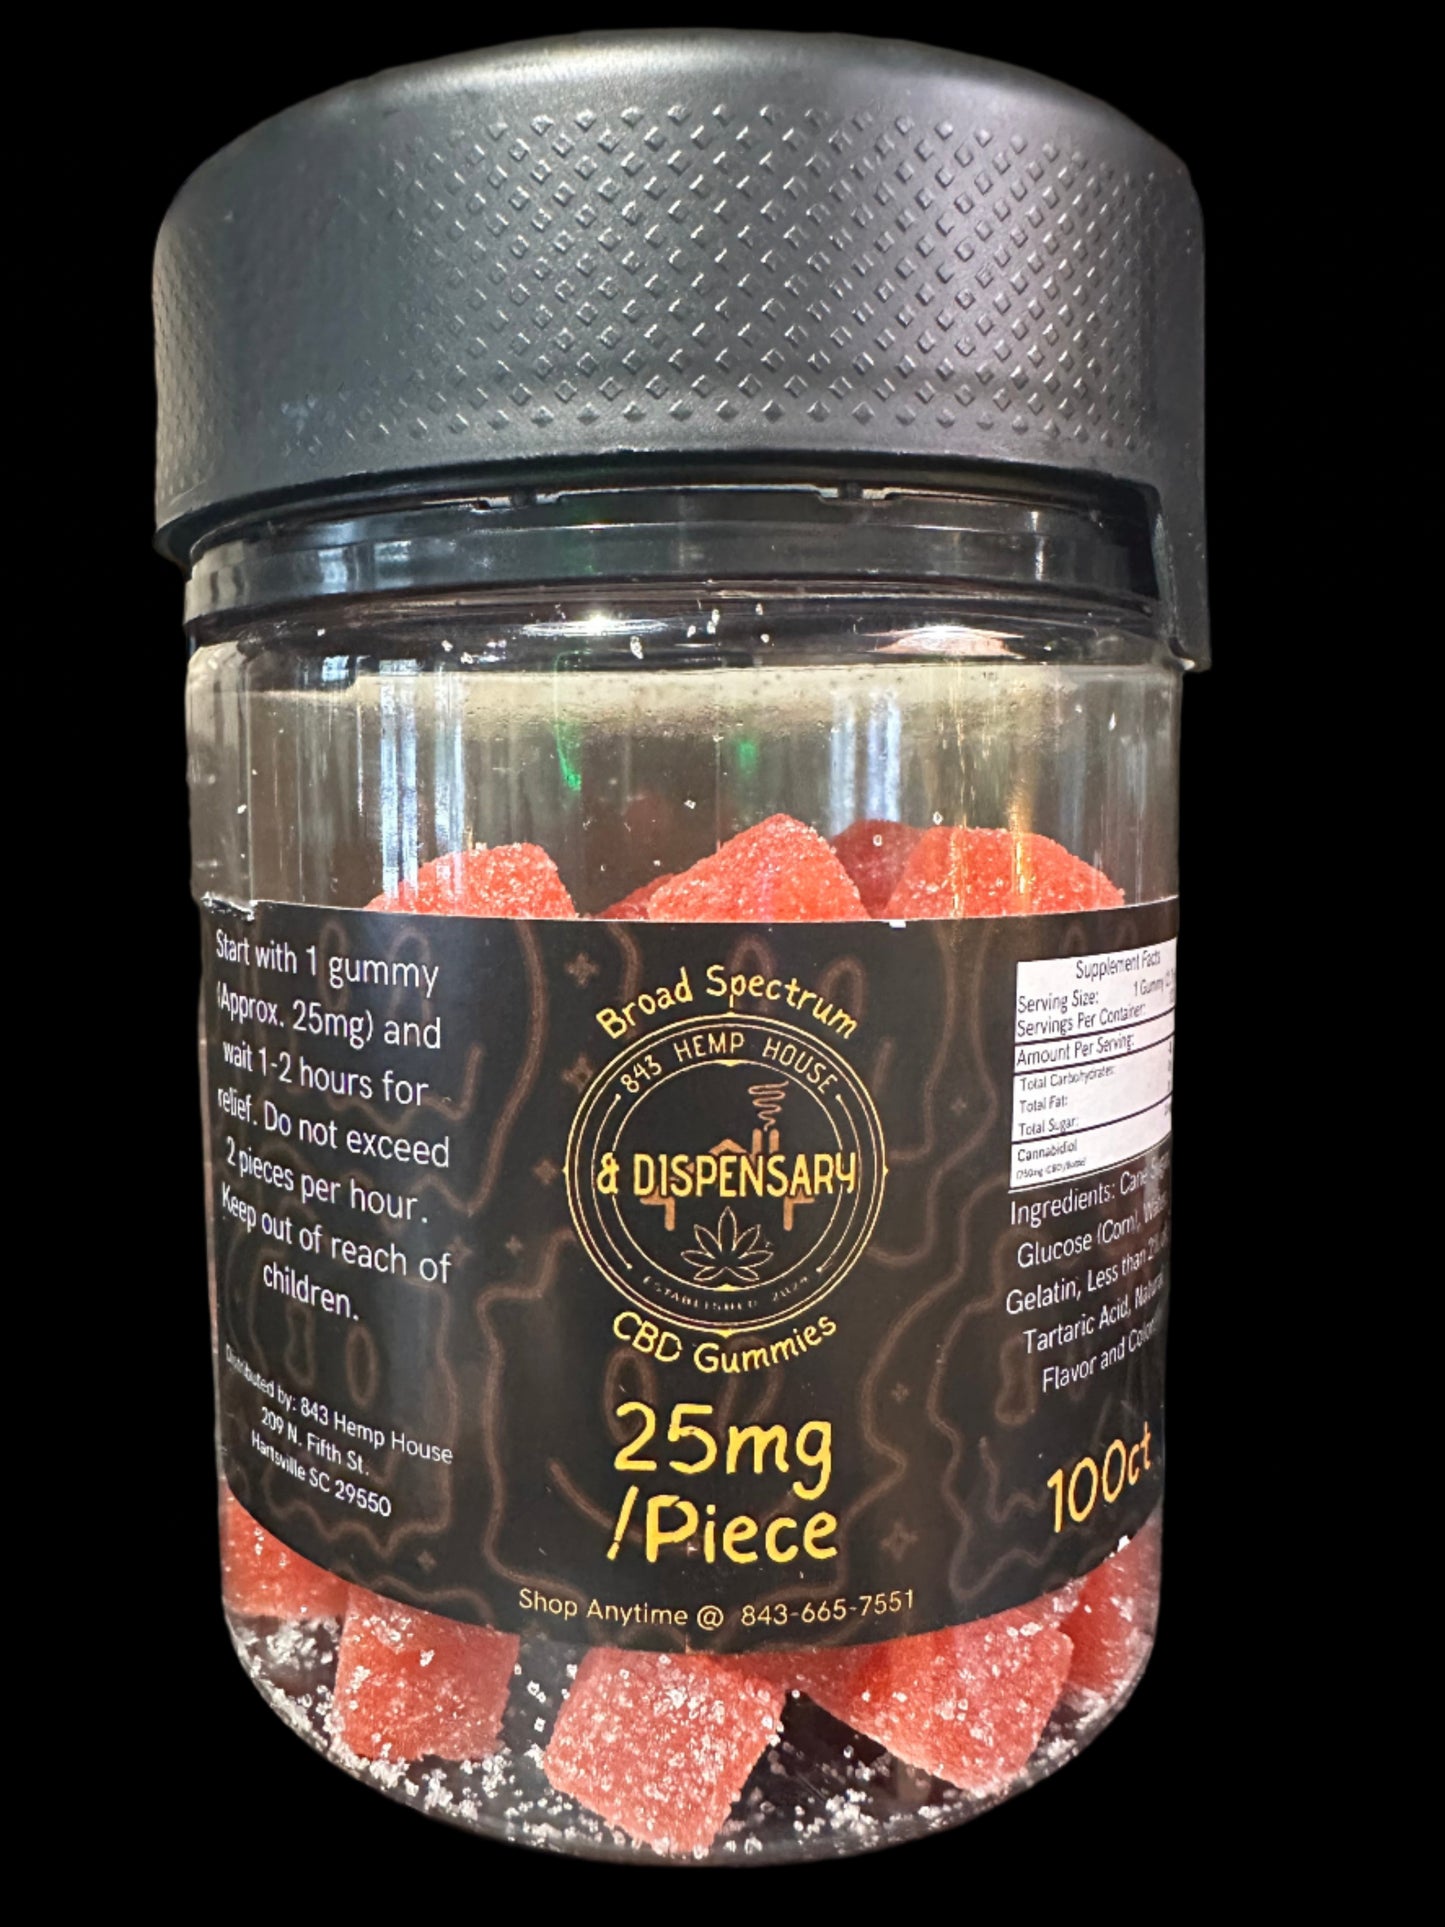 Start with 1 gummy
(Approx. 25mg) and
wait 1-2 hours for
relief. Do not exceed
2 pieces per hour.
Keep out of reach of
children.
Distributed by: 843 Hemp House
209 N. Fifth St.
Hartsville SC 29550
Broad Spectrum
843 HEMP HOUSE
& DISPENSARY
ESTABLISHED
CBD Gummies
25mg
/Piece
Shop Anytime @ 843-665-7551
Supplement Facts
Serving Size: 1 Gummy
Servings Per Container:
Amount Per Serving:
Total Carbohydrates:
Total Fat:
Total Sugar:
Cannabidiol
Ingredients: Cane
Glucose (Corn),
Gelatin, Less than
Tartaric Acid,
Flavor and
100ct